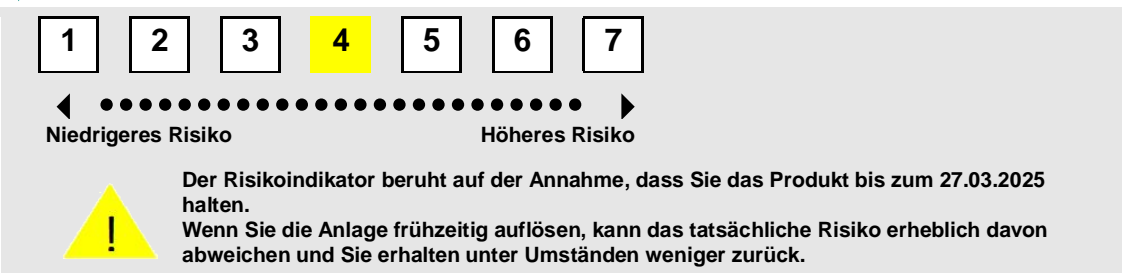 1 2 3 4 5 6 7
Niedrigeres Risiko Höheres Risiko
Der Risikoindikator beruht auf der Annahme, dass Sie das Produkt bis zum 27.03.2025
halten.
Wenn Sie die Anlage frühzeitig auflösen, kann das tatsächliche Risiko erheblich davon
abweichen und Sie erhalten unter Umständen weniger zurück.
!